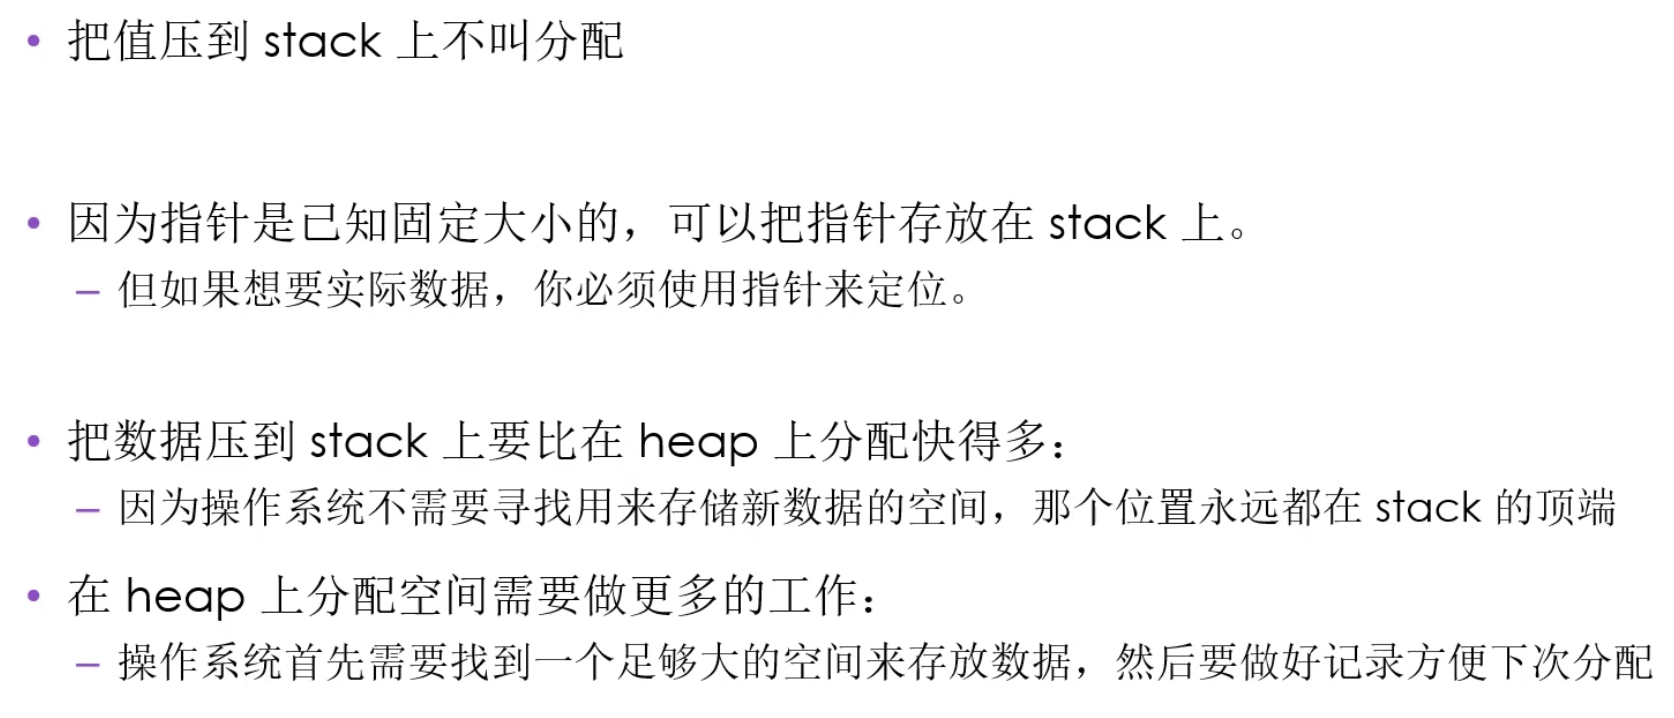 • 把值压到 stack 上不叫分配
• 因为指针是已知固定大小的，可以把指针存放在 stack 上。
– 但如果想要实际数据，你必须使用指针来定位。
• 把数据压到 stack 上要比在 heap 上分配快得多：
– 因为操作系统不需要寻找用来存储新数据的空间，那个位置永远都在 stack 的顶端
• 在 heap 上分配空间需要做更多的工作：
– 操作系统首先需要找到一个足够大的空间来存放数据，然后要做好记录方便下次分配